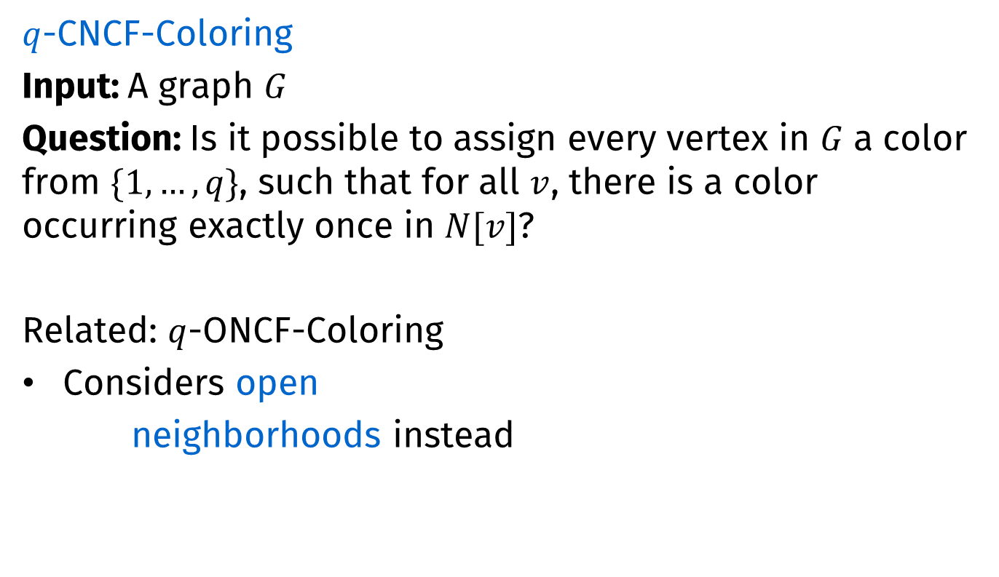 q-CNCF-Coloring
Input: A graph G
Question: Is it possible to assign every vertex in G a color
from {1, … , q}, such that for all v, there is a color
occurring exactly once in N[v]?
Related: q-ONCF-Coloring
• Considers open
neighborhoods instead